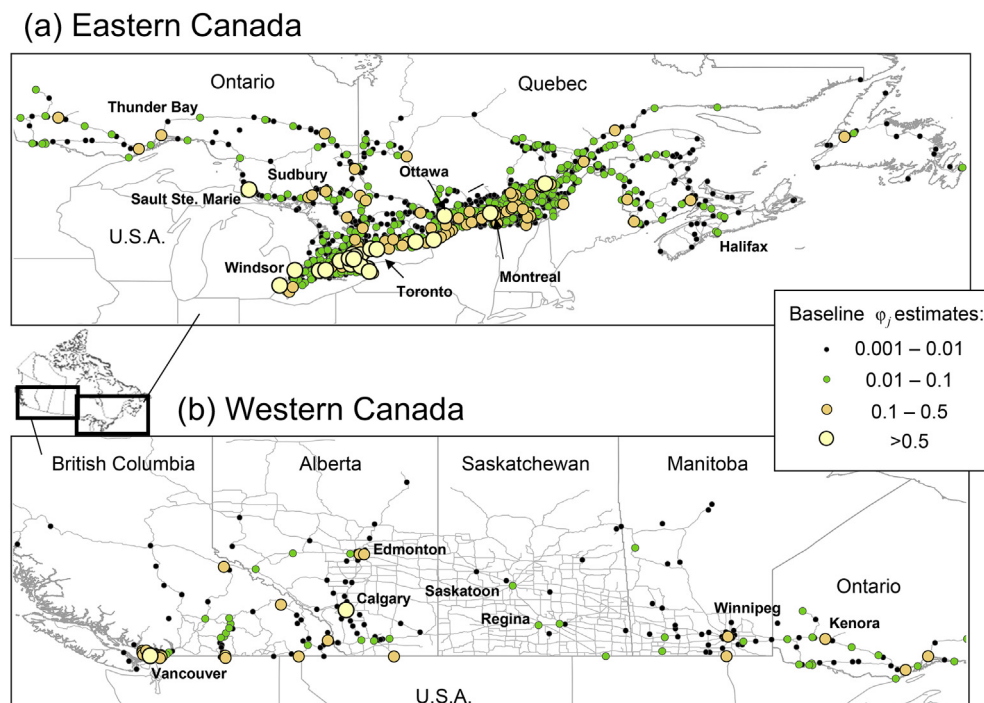 (a) Eastern Canada
Ontario
Quebec
Thunder Bay
Ottawa
Sudbury
Sault Ste. Marie
U.S.A.
Windsor
Halifax
Montreal
Toronto
Baseline φj estimates:
0.001 – 0.01
0.01 – 0.1
0.1 – 0.5
>0.5
(b) Western Canada
British Columbia
Alberta
Saskatchewan
Manitoba
Edmonton
Saskatoon
Calgary
Ontario
Regina
Winnipeg
Kenora
Vancouver
U.S.A.